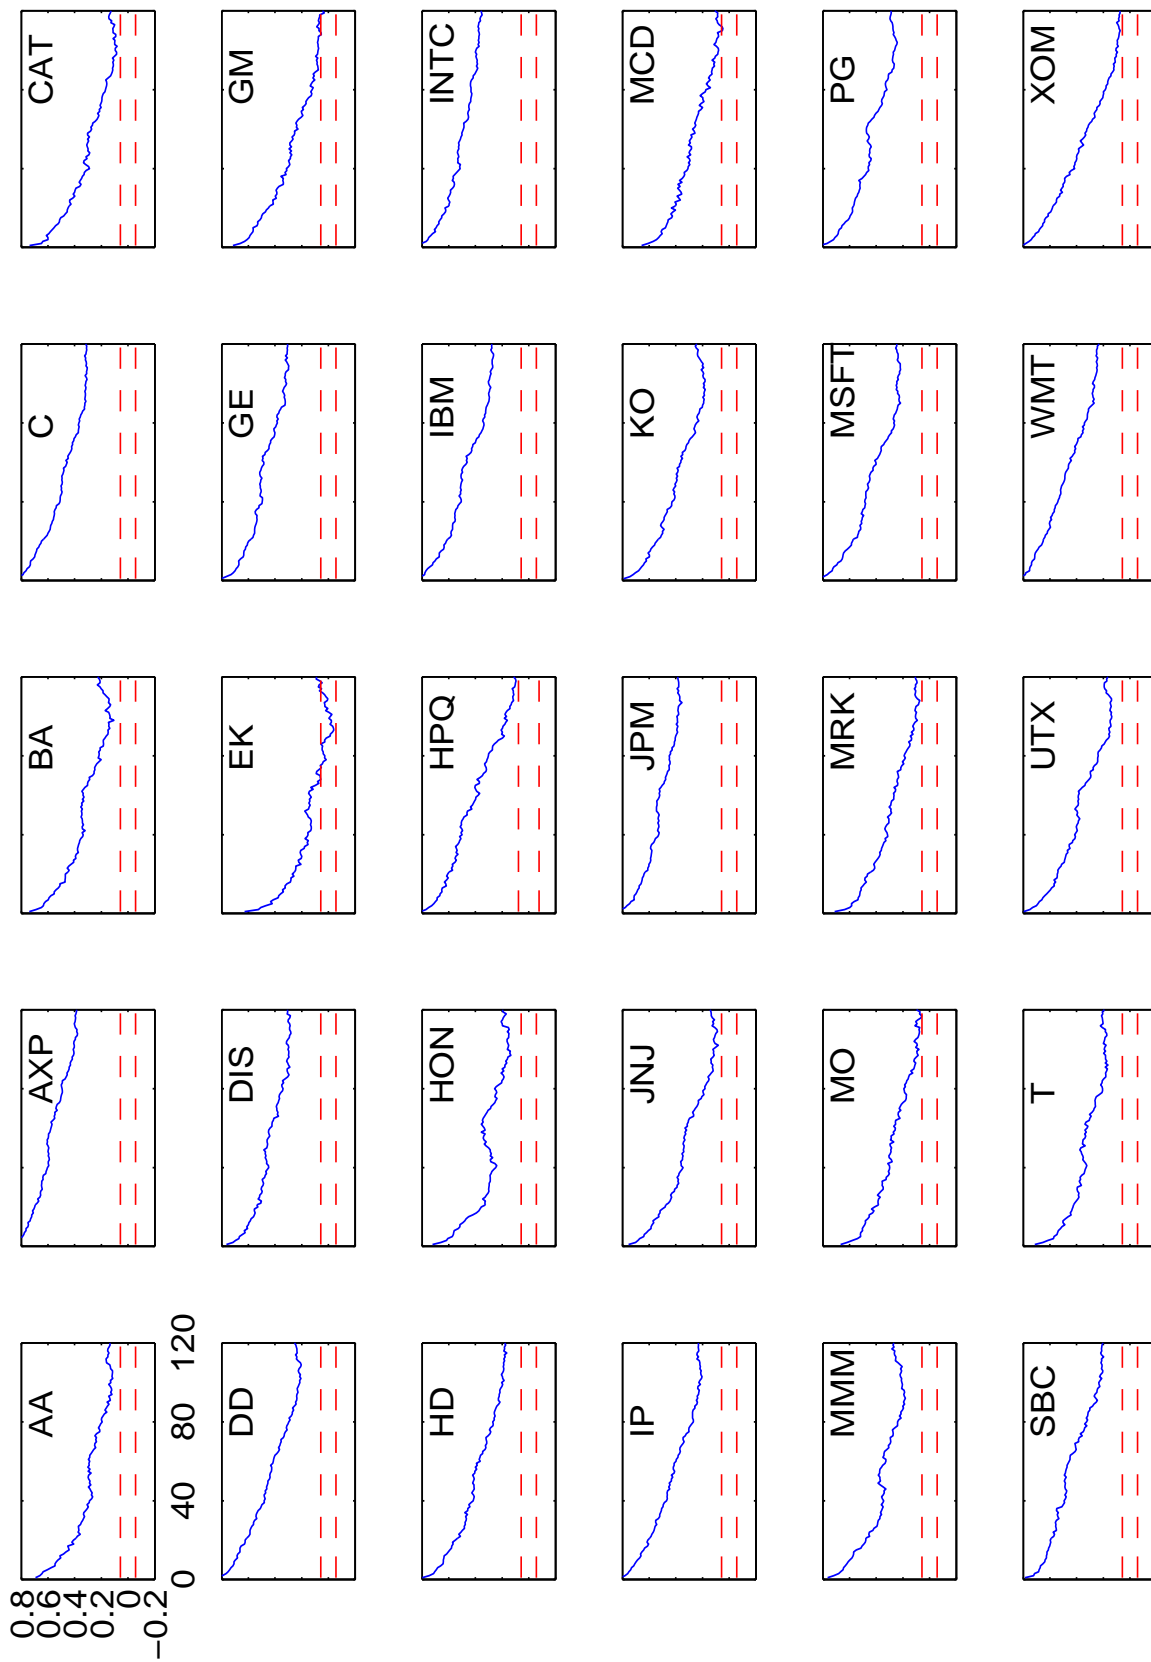 AA
AXP
BA
C
CAT
0.8
0.6
0.4
0.2
0
−0.2
0
40
80
120
DD
DIS
EK
GE
GM
HD
HON
HPQ
IBM
INTC
IP
JNJ
JPM
KO
MCD
MMM
MO
MRK
MSFT
PG
SBC
T
UTX
WMT
XOM